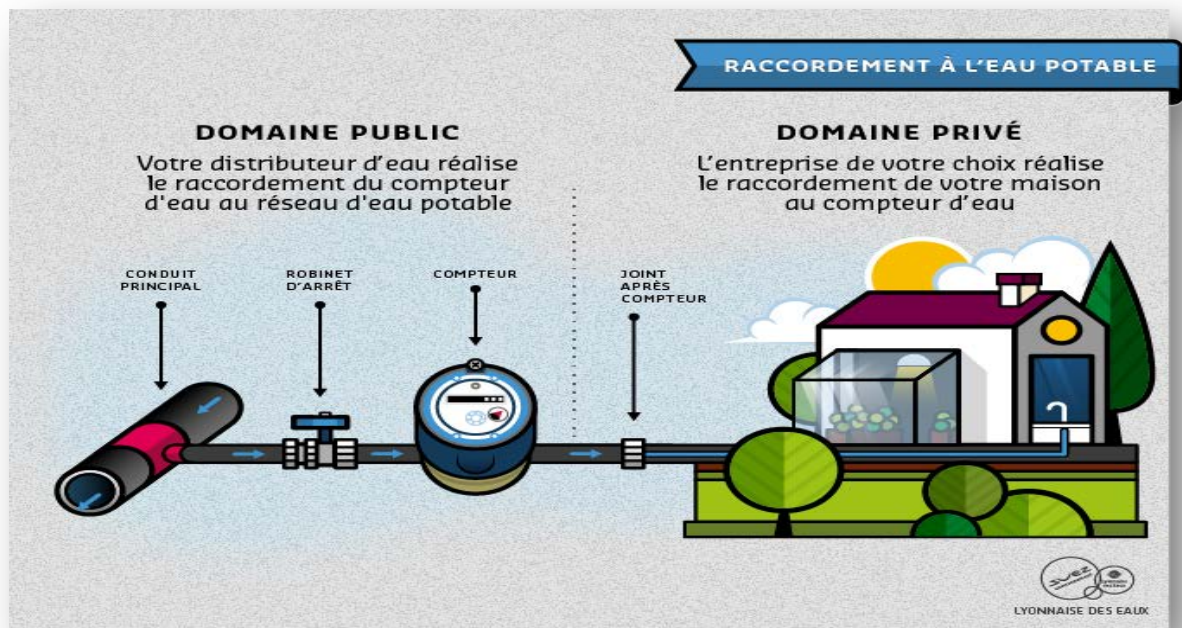 RACCORDEMENT À L'EAU POTABLE
DOMAINE PUBLIC
Votre distributeur d'eau réalise
le raccordement du compteur
d'eau au réseau d'eau potable
DOMAINE PRIVÉ
L'entreprise de votre choix réalise
le raccordement de votre maison
au compteur d'eau
CONDUIT
PRINCIPAL
ROBINET
D'ARRÊT
COMPTEUR
JOINT
APRÈS
COMPTEUR
SUEZ
LYONNAISE DES EAUX